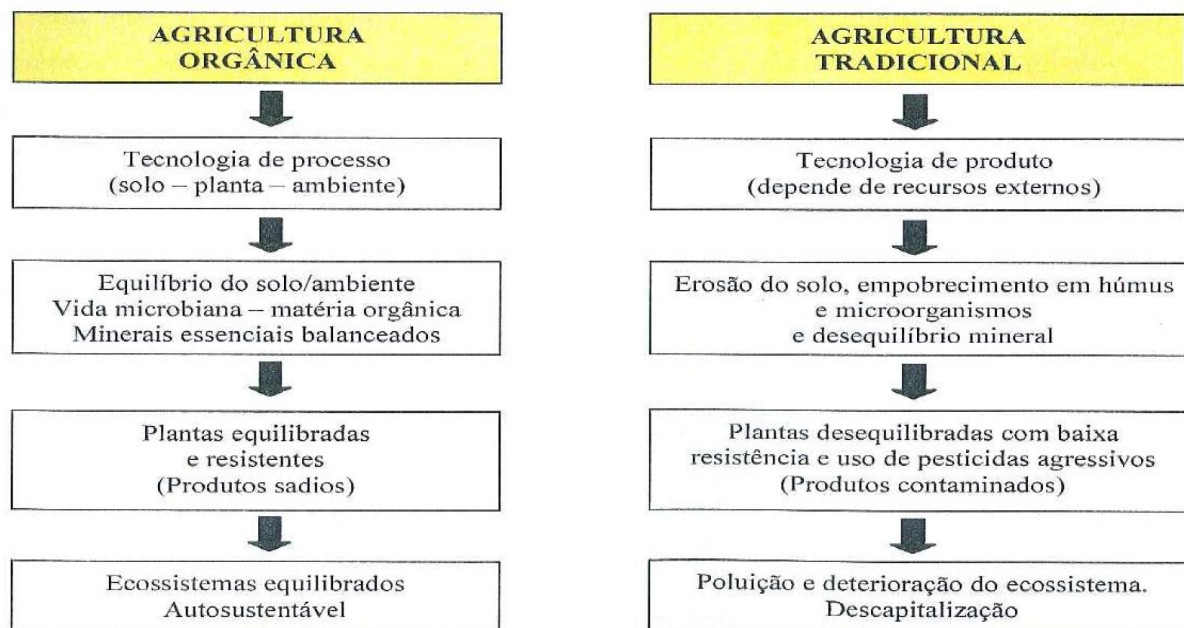 AGRICULTURA
ORGÂNICA
Tecnologia de processo
(solo – planta – ambiente)
Equilíbrio do solo/ambiente
Vida microbiana – matéria orgânica
Minerais essenciais balanceados
Plantas equilibradas
e resistentes
(Produtos sadios)
Ecossistemas equilibrados
Autosustentável
AGRICULTURA
TRADICIONAL
Tecnologia de produto
(depende de recursos externos)
Erosão do solo, empobrecimento em húmus
e microorganismos
e desequilíbrio mineral
Plantas desequilibradas com baixa
resistência e uso de pesticidas agressivos
(Produtos contaminados)
Poluição e deterioração do ecossistema.
Descapitalização